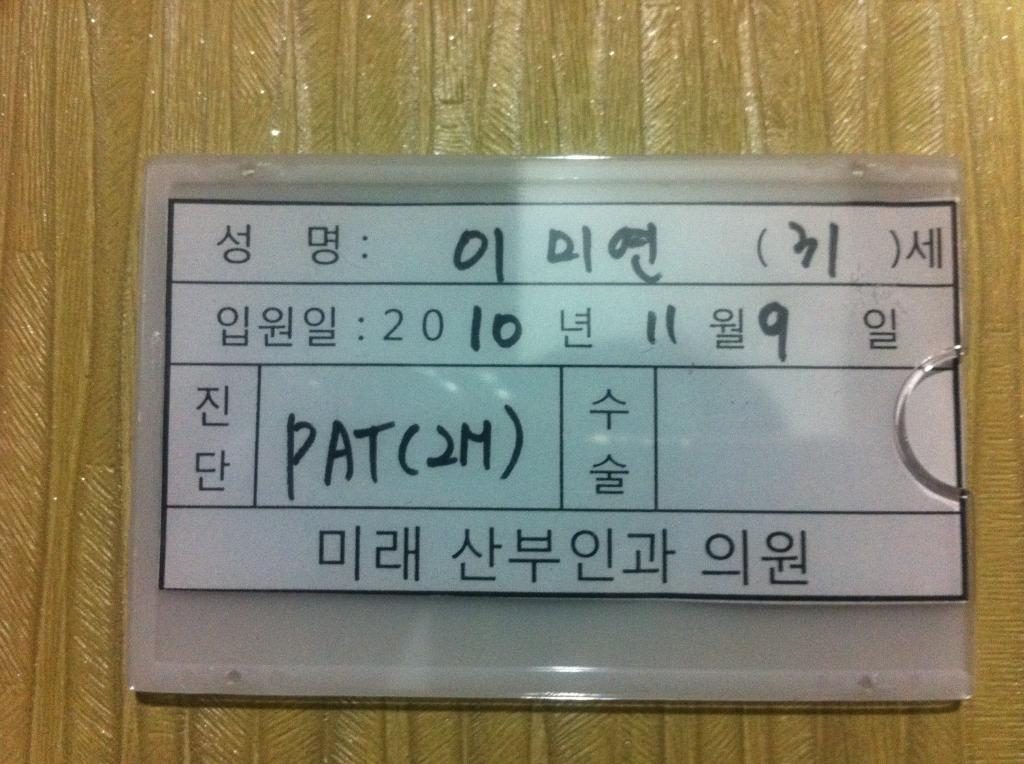 성 명 : 이 미연 ( 31 )세
입원일 : 2010 년 11 월 9 일
진단 PAT(2M) 수술
미래 산부인과 의원